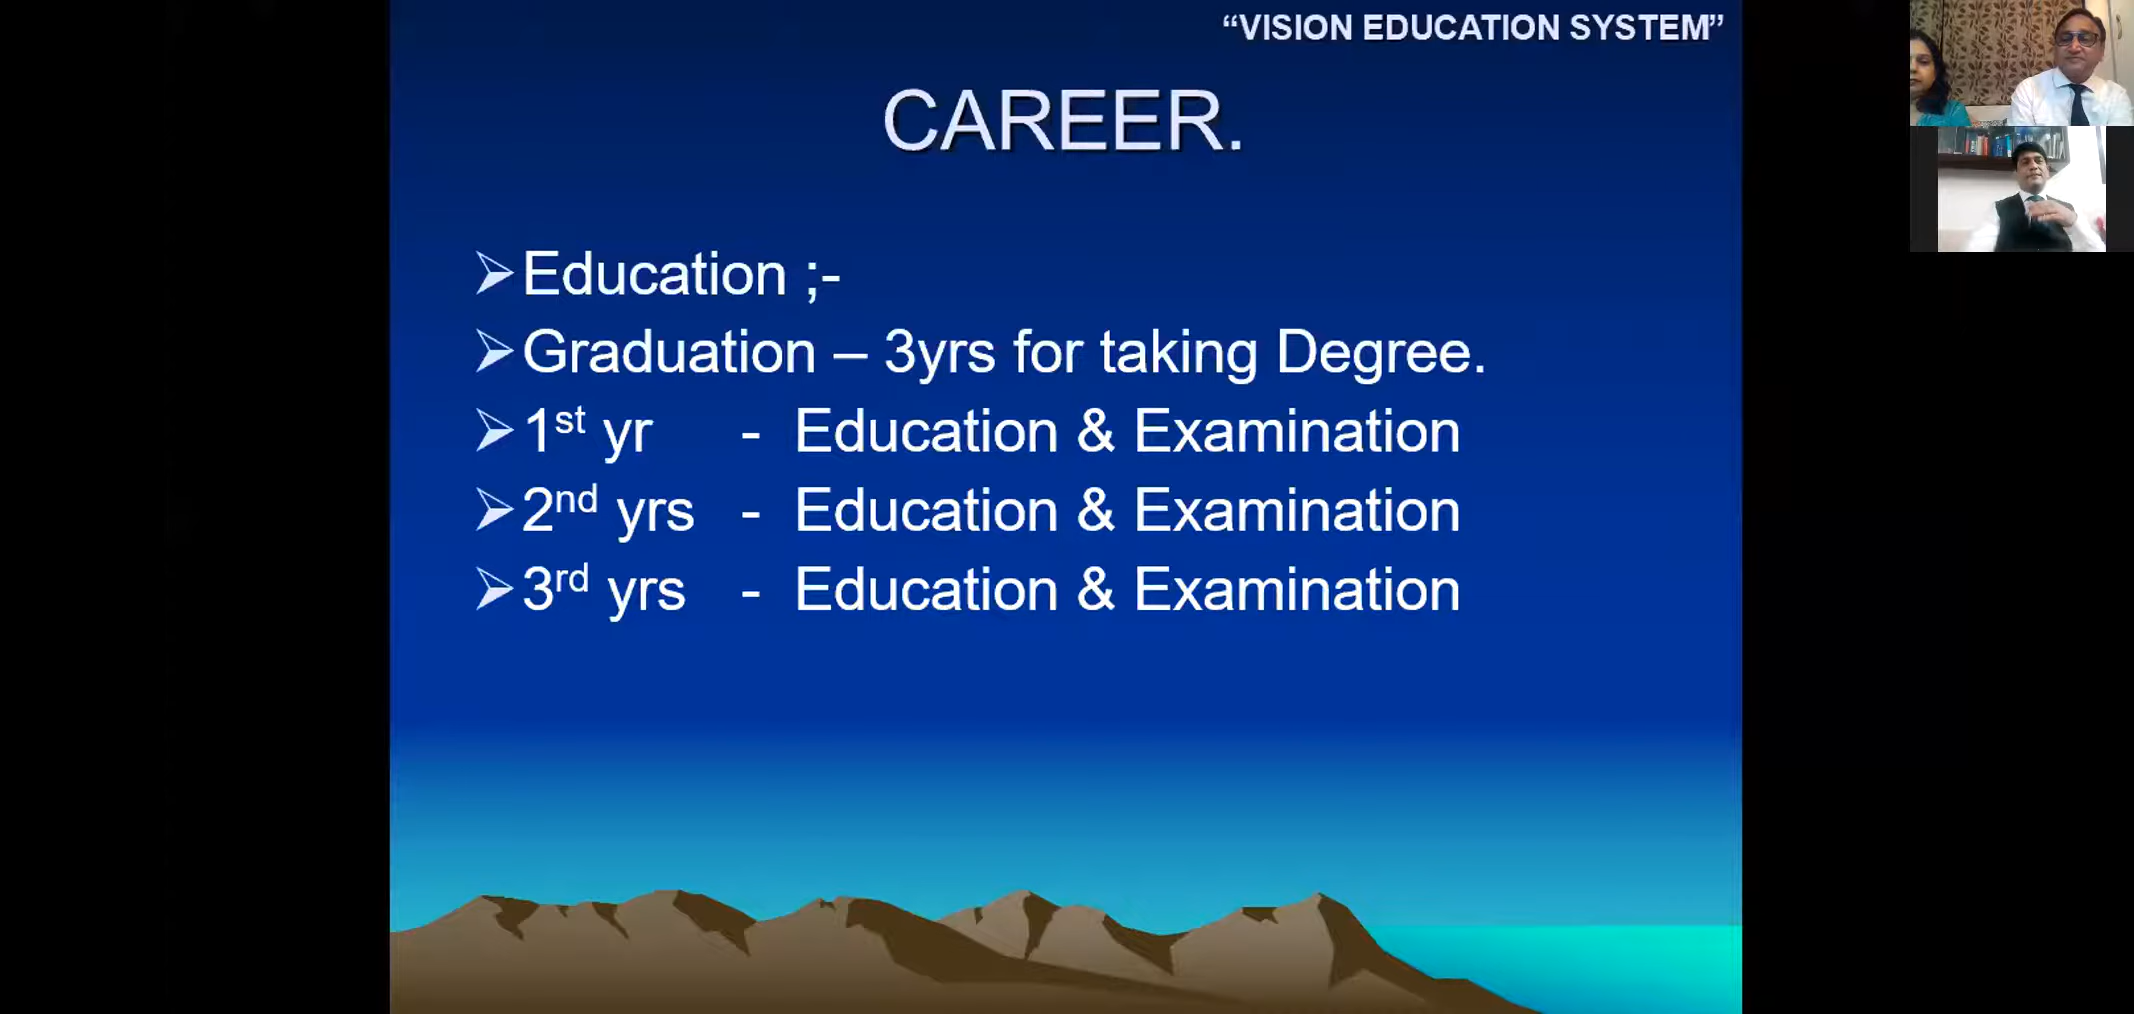 “VISION EDUCATION SYSTEM”
CAREER.
➢Education ;-
➢Graduation – 3yrs for taking Degree.
➢1st yr - Education & Examination
➢2nd yrs - Education & Examination
➢3rd yrs - Education & Examination